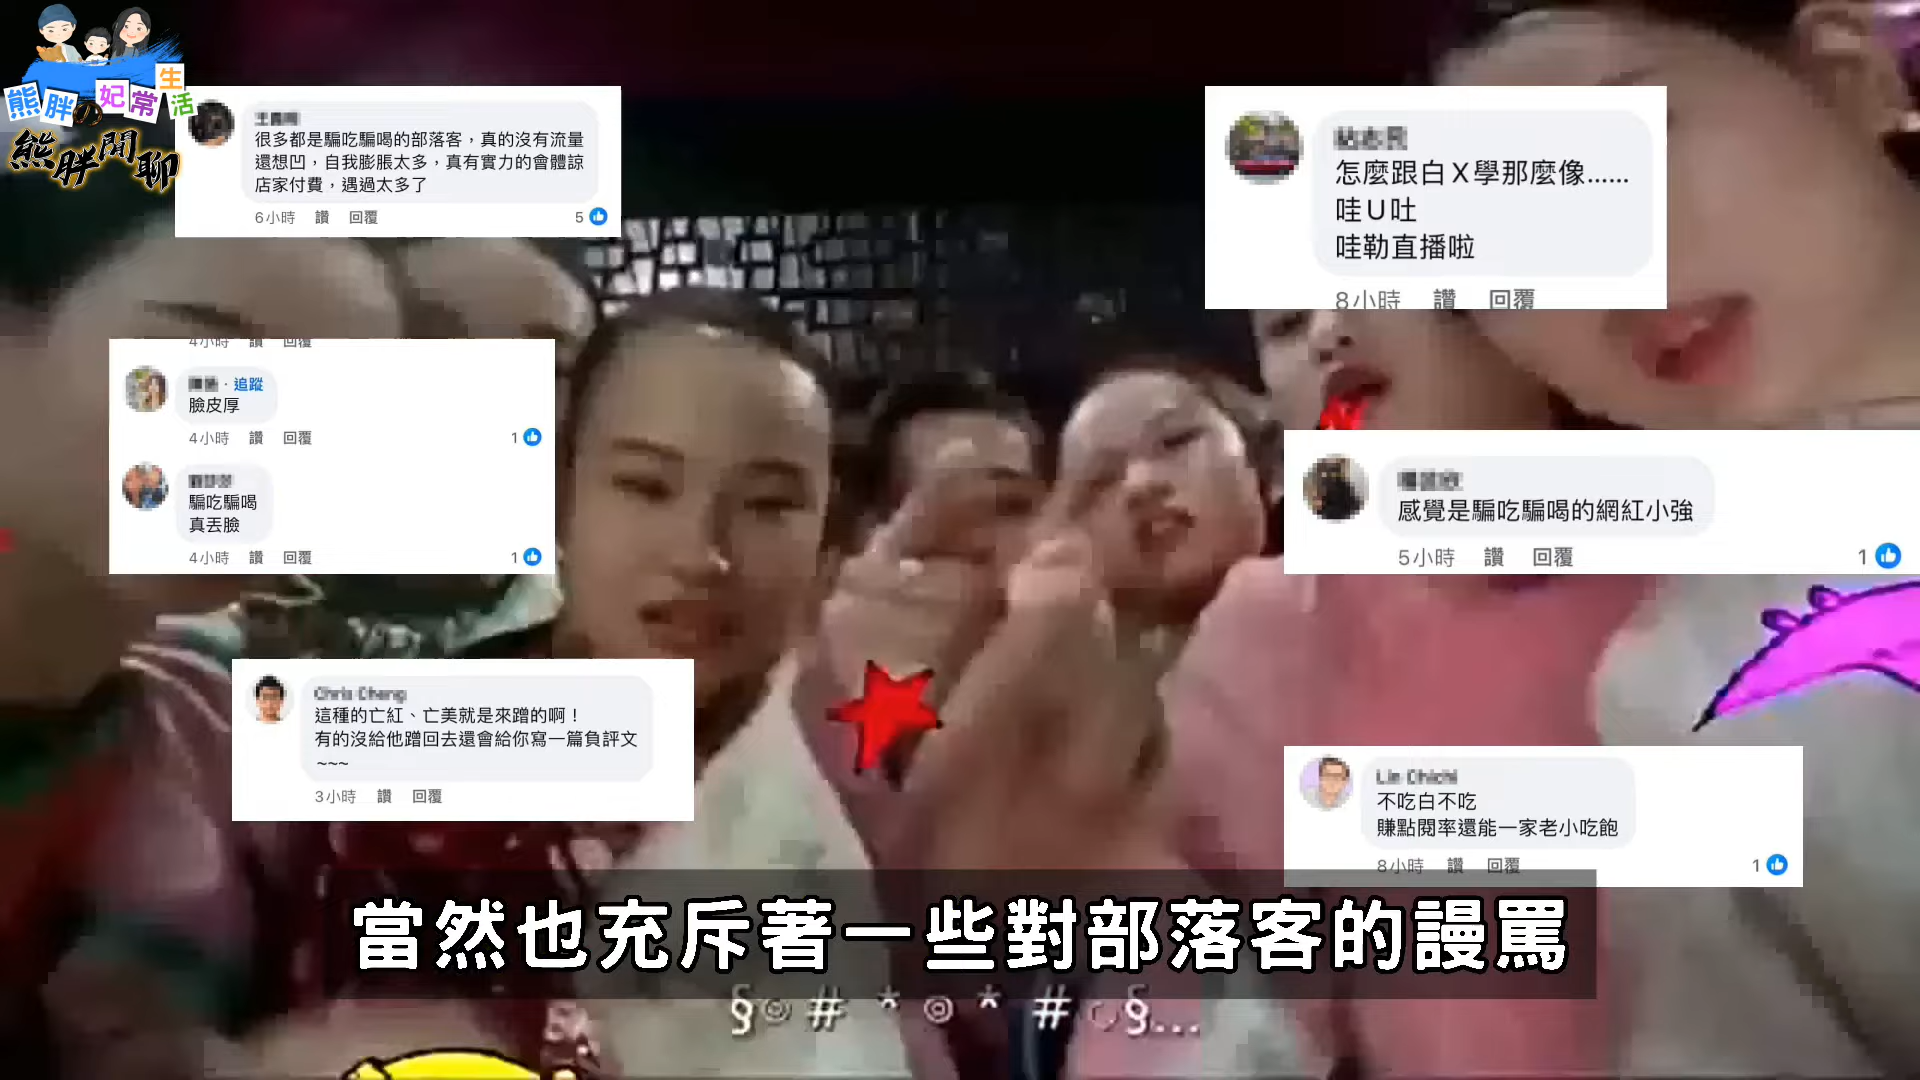 熊胖の妃常生活
熊胖閒聊
很多都是騙吃騙喝的部落客，真的沒有流量
還想凹，自我膨脹太多，真有實力的會體諒
店家付費，遇過太多了
6小時 讚 回覆 5
怎麼跟白X學那麼像......
哇U吐
哇勒直播啦
8小時 讚 回覆
4小時 讚 回覆
· 追蹤
臉皮厚
4小時 讚 回覆 1
騙吃騙喝
真丟臉
4小時 讚 回覆 1
感覺是騙吃騙喝的網紅小強
5小時 讚 回覆 1
Chris Cheng
這種的亡紅、亡美就是來蹭的啊！
有的沒給他蹭回去還會給你寫一篇負評文
~~~
3小時 讚 回覆
Lin Chichi
不吃白不吃
賺點閱率還能一家老小吃飽
8小時 讚 回覆 1
當然也充斥著一些對部落客的謾罵
§◎# *◎* #◌§...